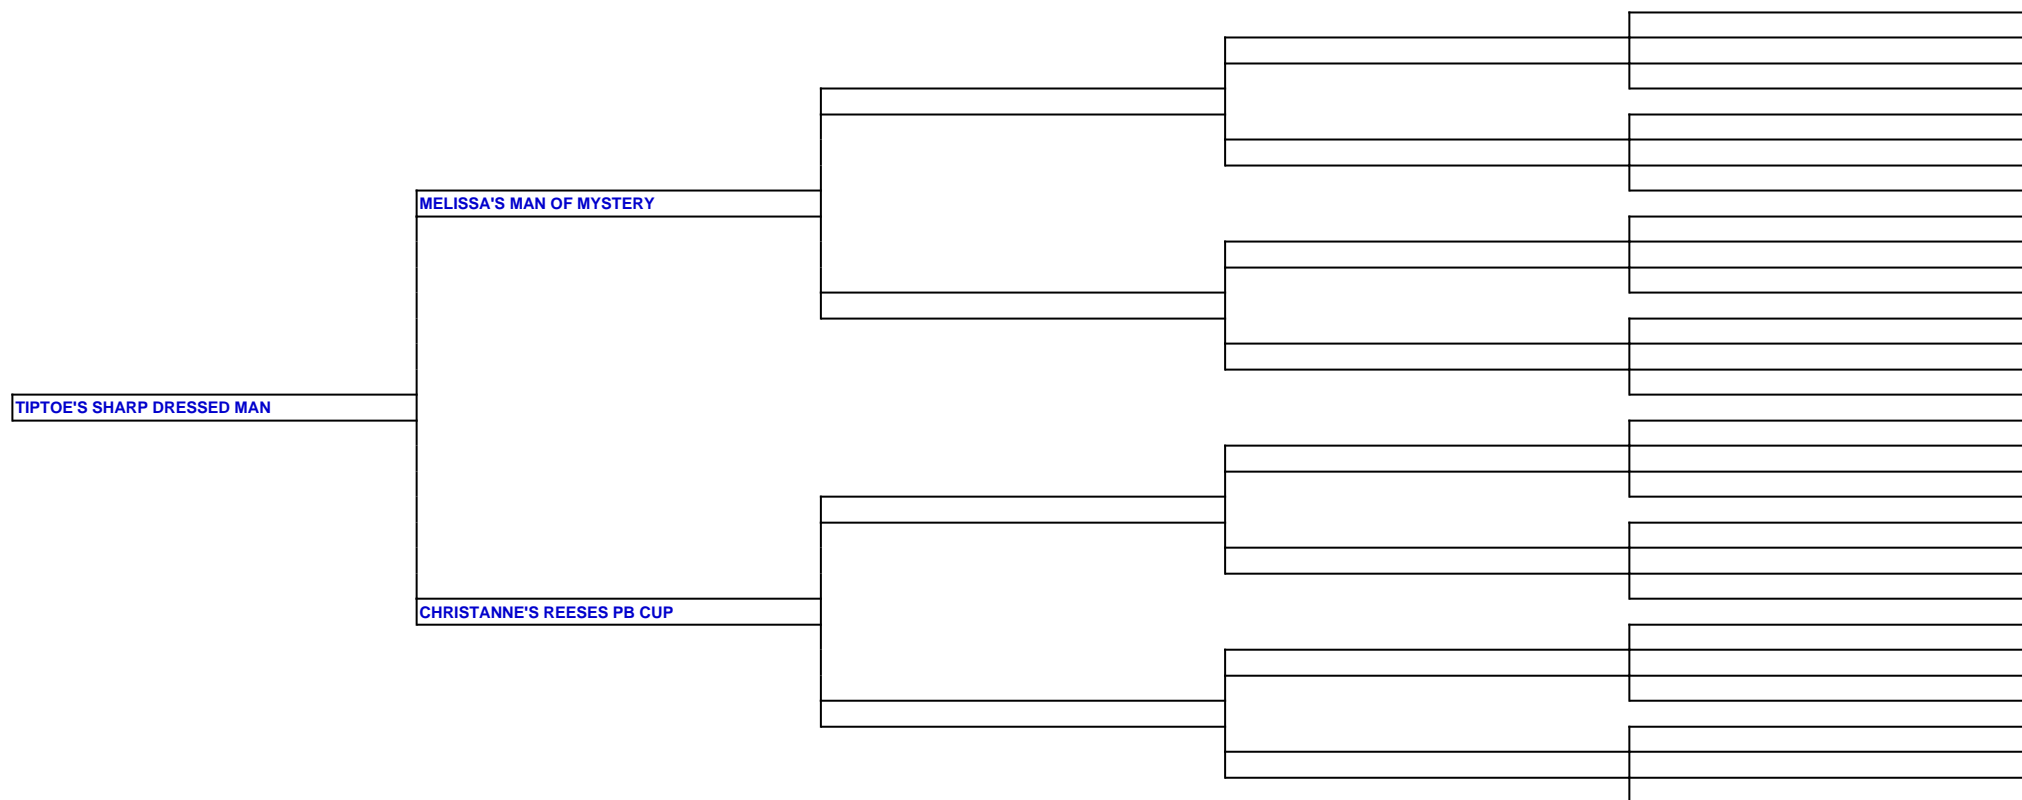 MELISSA'S MAN OF MYSTERY
TIPTOE'S SHARP DRESSED MAN
CHRISTANNE'S REESES PB CUP